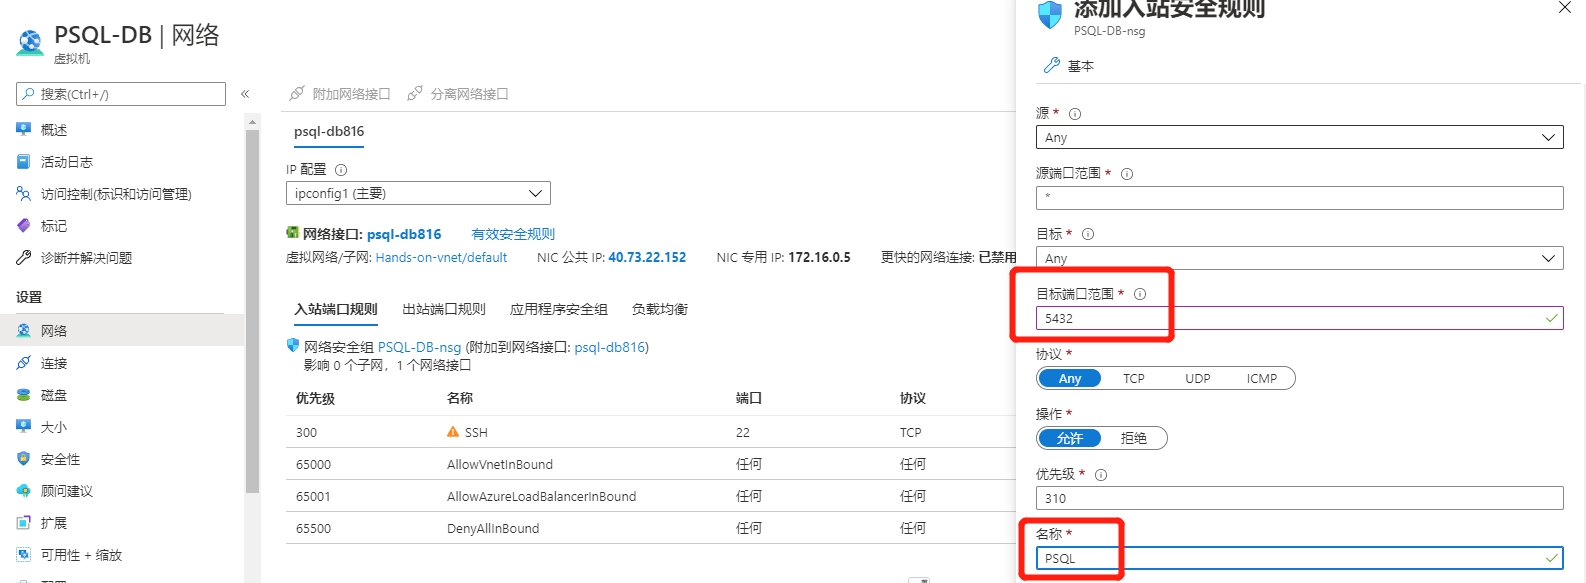 PSQL-DB | 网络
虚拟机
搜索(Ctrl+/)
«
概述
活动日志
访问控制(标识和访问管理)
标记
诊断并解决问题
设置
网络
连接
磁盘
大小
安全性
顾问建议
扩展
可用性 + 缩放
附加网络接口 分离网络接口
psql-db816
IP 配置
ipconfig1 (主要)
网络接口: psql-db816 有效安全规则
虚拟网络/子网: Hands-on-vnet/default NIC 公共 IP: 40.73.22.152 NIC 专用 IP: 172.16.0.5 更快的网络连接: 已禁用
入站端口规则 出站端口规则 应用程序安全组 负载均衡
网络安全组 PSQL-DB-nsg (附加到网络接口: psql-db816)
影响 0 个子网, 1 个网络接口
优先级 名称 端口 协议
300 SSH 22 TCP
65000 AllowVnetInBound 任何 任何
65001 AllowAzureLoadBalancerInBound 任何 任何
65500 DenyAllInBound 任何 任何
添加入站安全规则
PSQL-DB-nsg
基本
源 *
Any
源端口范围 *
*
目标 *
Any
目标端口范围 *
5432
协议 *
Any TCP UDP ICMP
操作 *
允许 拒绝
优先级 *
310
名称 *
PSQL